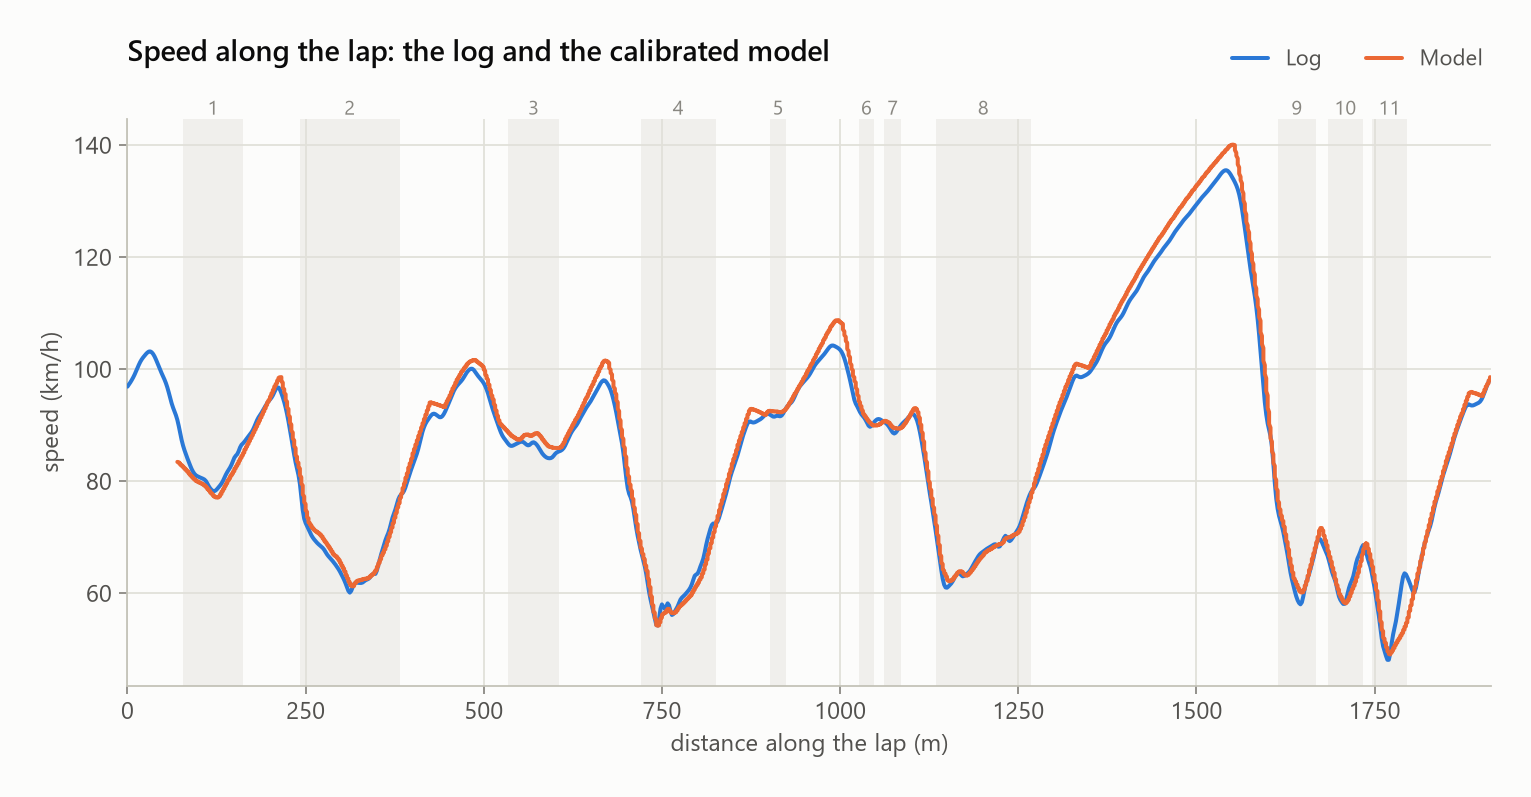 Speed along the lap: the log and the calibrated model
Log
Model
1 2 3 4 5 6 7 8 9 10 11
140
120
100
80
60
speed (km/h)
0 250 500 750 1000 1250 1500 1750
distance along the lap (m)